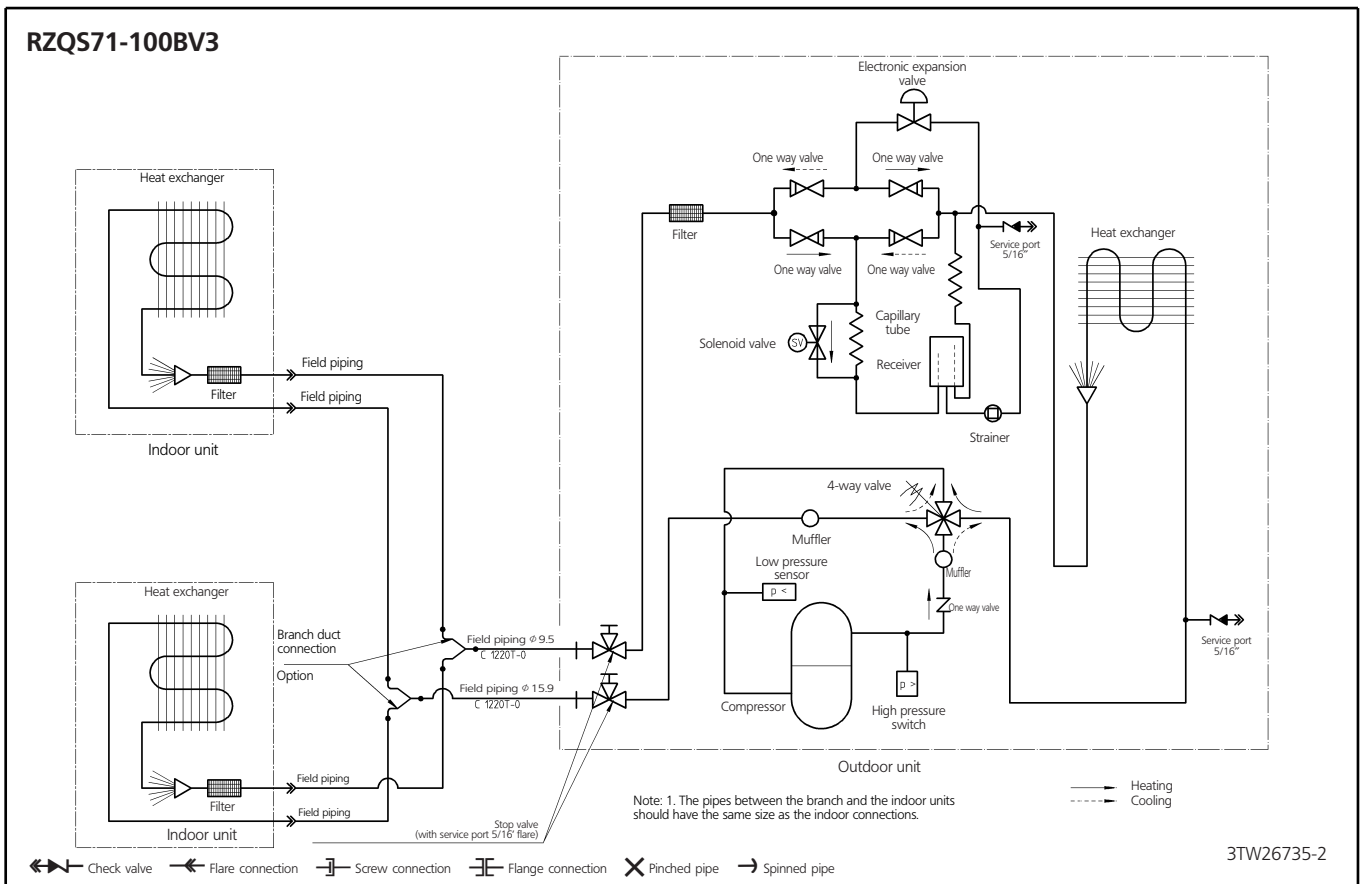 RZQS71-100BV3
Electronic expansion
valve
One way valve
One way valve
Heat exchanger
Filter
One way valve
One way valve
Service port
5/16"
Heat exchanger
Capillary
tube
Solenoid valve
SV
Receiver
Field piping
Filter
Field piping
Strainer
Indoor unit
4-way valve
Muffler
Low pressure
sensor
Muffler
p <
One way valve
Heat exchanger
Branch duct
connection
Field piping ø 9.5
C 1220T-0
Service port
5/16"
Option
Field piping ø 15.9
C 1220T-0
p >
Compressor
High pressure
switch
Outdoor unit
Field piping
Filter
Field piping
Heating
Cooling
Note: 1. The pipes between the branch and the indoor units
should have the same size as the indoor connections.
Indoor unit
Stop valve
(with service port 5/16' flare)
3TW26735-2
Check valve
Flare connection
Screw connection
Flange connection
Pinched pipe
Spinned pipe